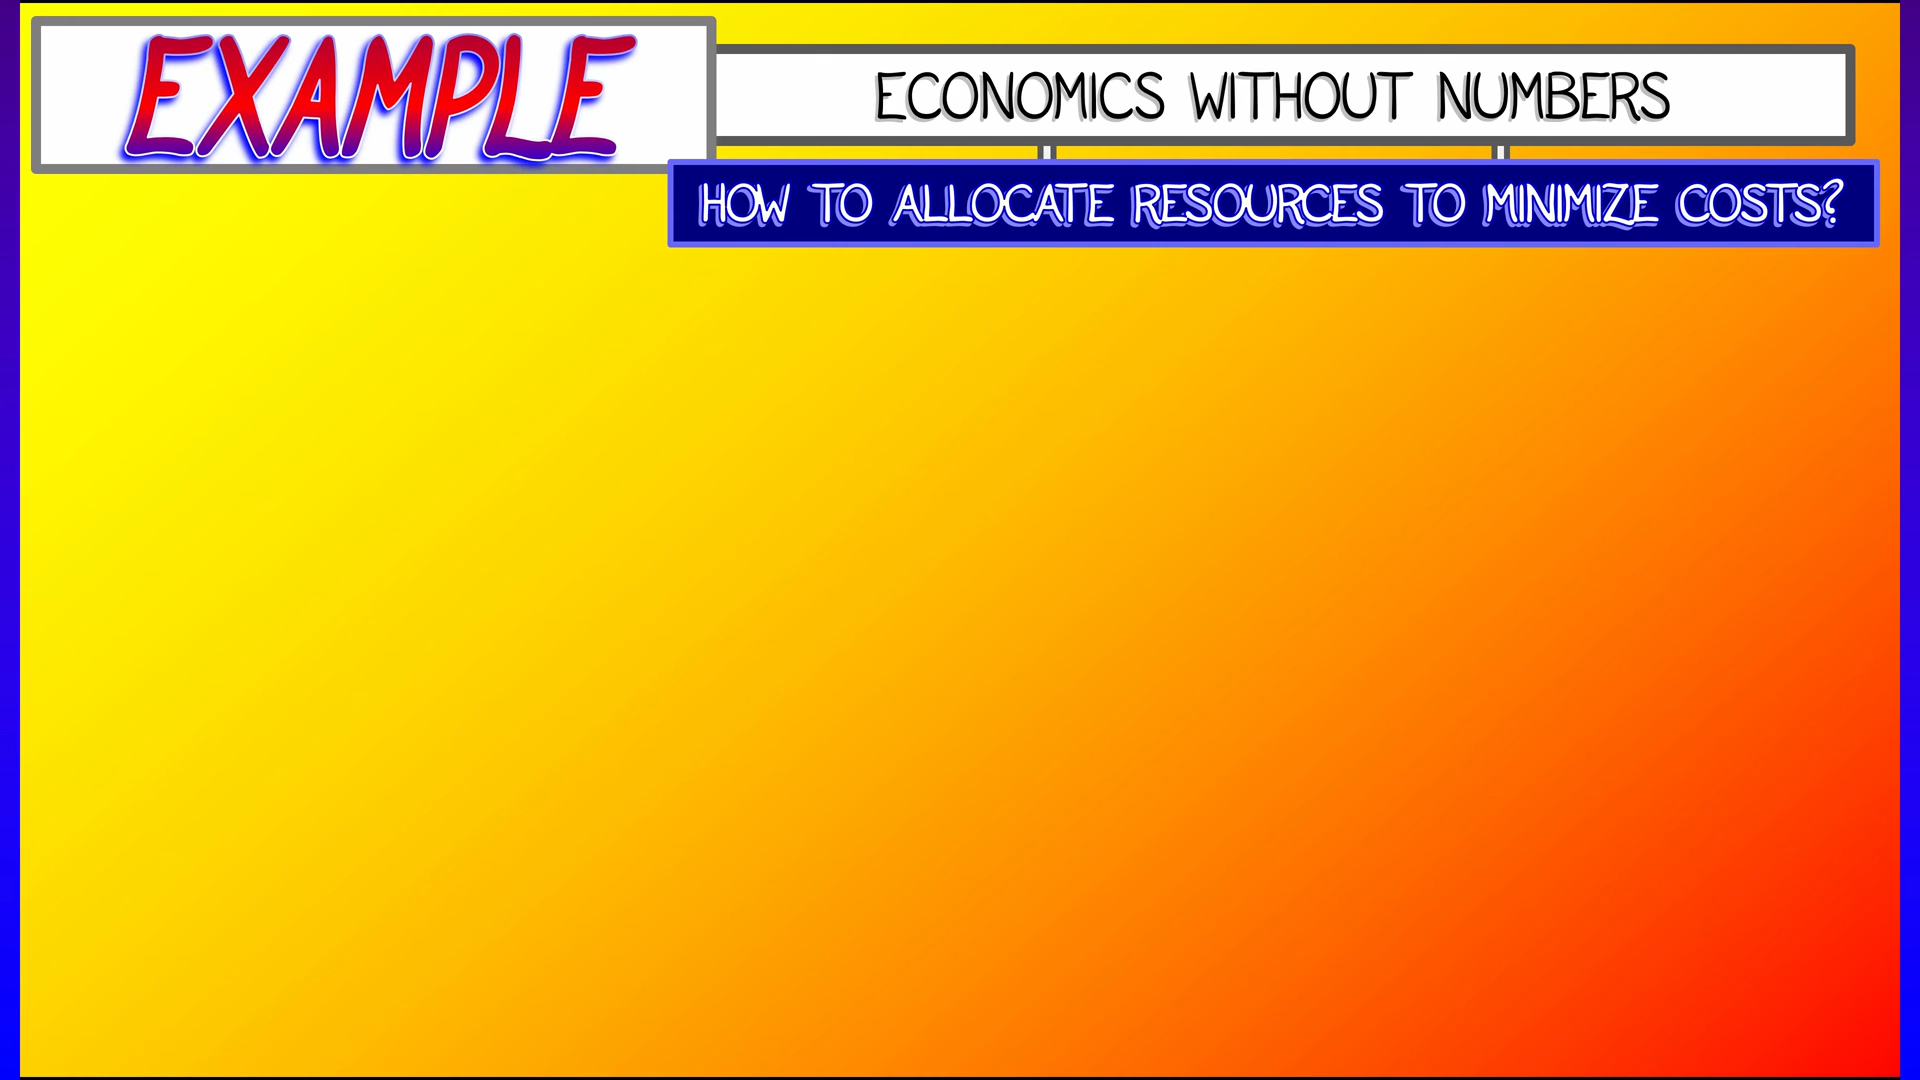 EXAMPLE
ECONOMICS WITHOUT NUMBERS
HOW TO ALLOCATE RESOURCES TO MINIMIZE COSTS?